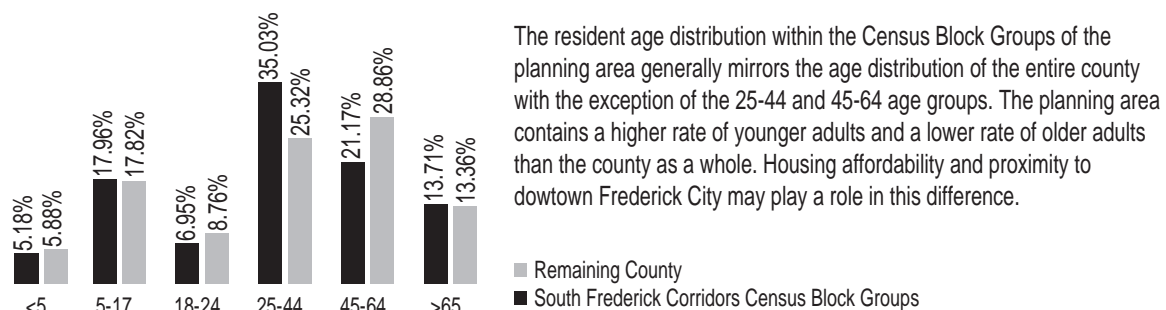 5.18%
5.88%
17.96%
17.82%
6.95%
8.76%
35.03%
25.32%
21.17%
28.86%
13.71%
13.36%
<5
5-17
18-24
25-44
45-64
>65
The resident age distribution within the Census Block Groups of the
planning area generally mirrors the age distribution of the entire county
with the exception of the 25-44 and 45-64 age groups. The planning area
contains a higher rate of younger adults and a lower rate of older adults
than the county as a whole. Housing affordability and proximity to
dowtown Frederick City may play a role in this difference.
Remaining County
South Frederick Corridors Census Block Groups